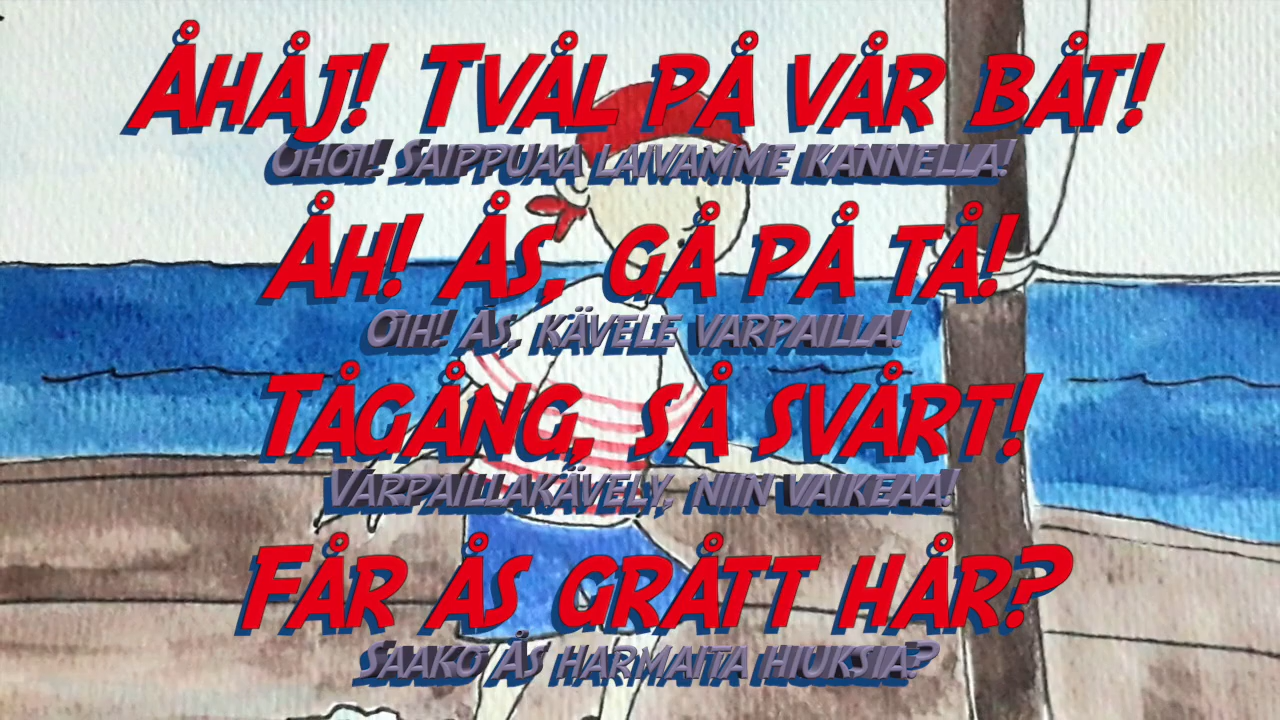 Åhåj! Tvål på vår båt!
Ohoi! Saippuaa laivamme kannella!
Åh! Ås, gå på tå!
Oih! Ås, kävele varpailla!
Tågång, så svårt!
Varpaillakävely, niin vaikeaa!
Får ås grått hår?
Saako Ås harmaita hiuksia?